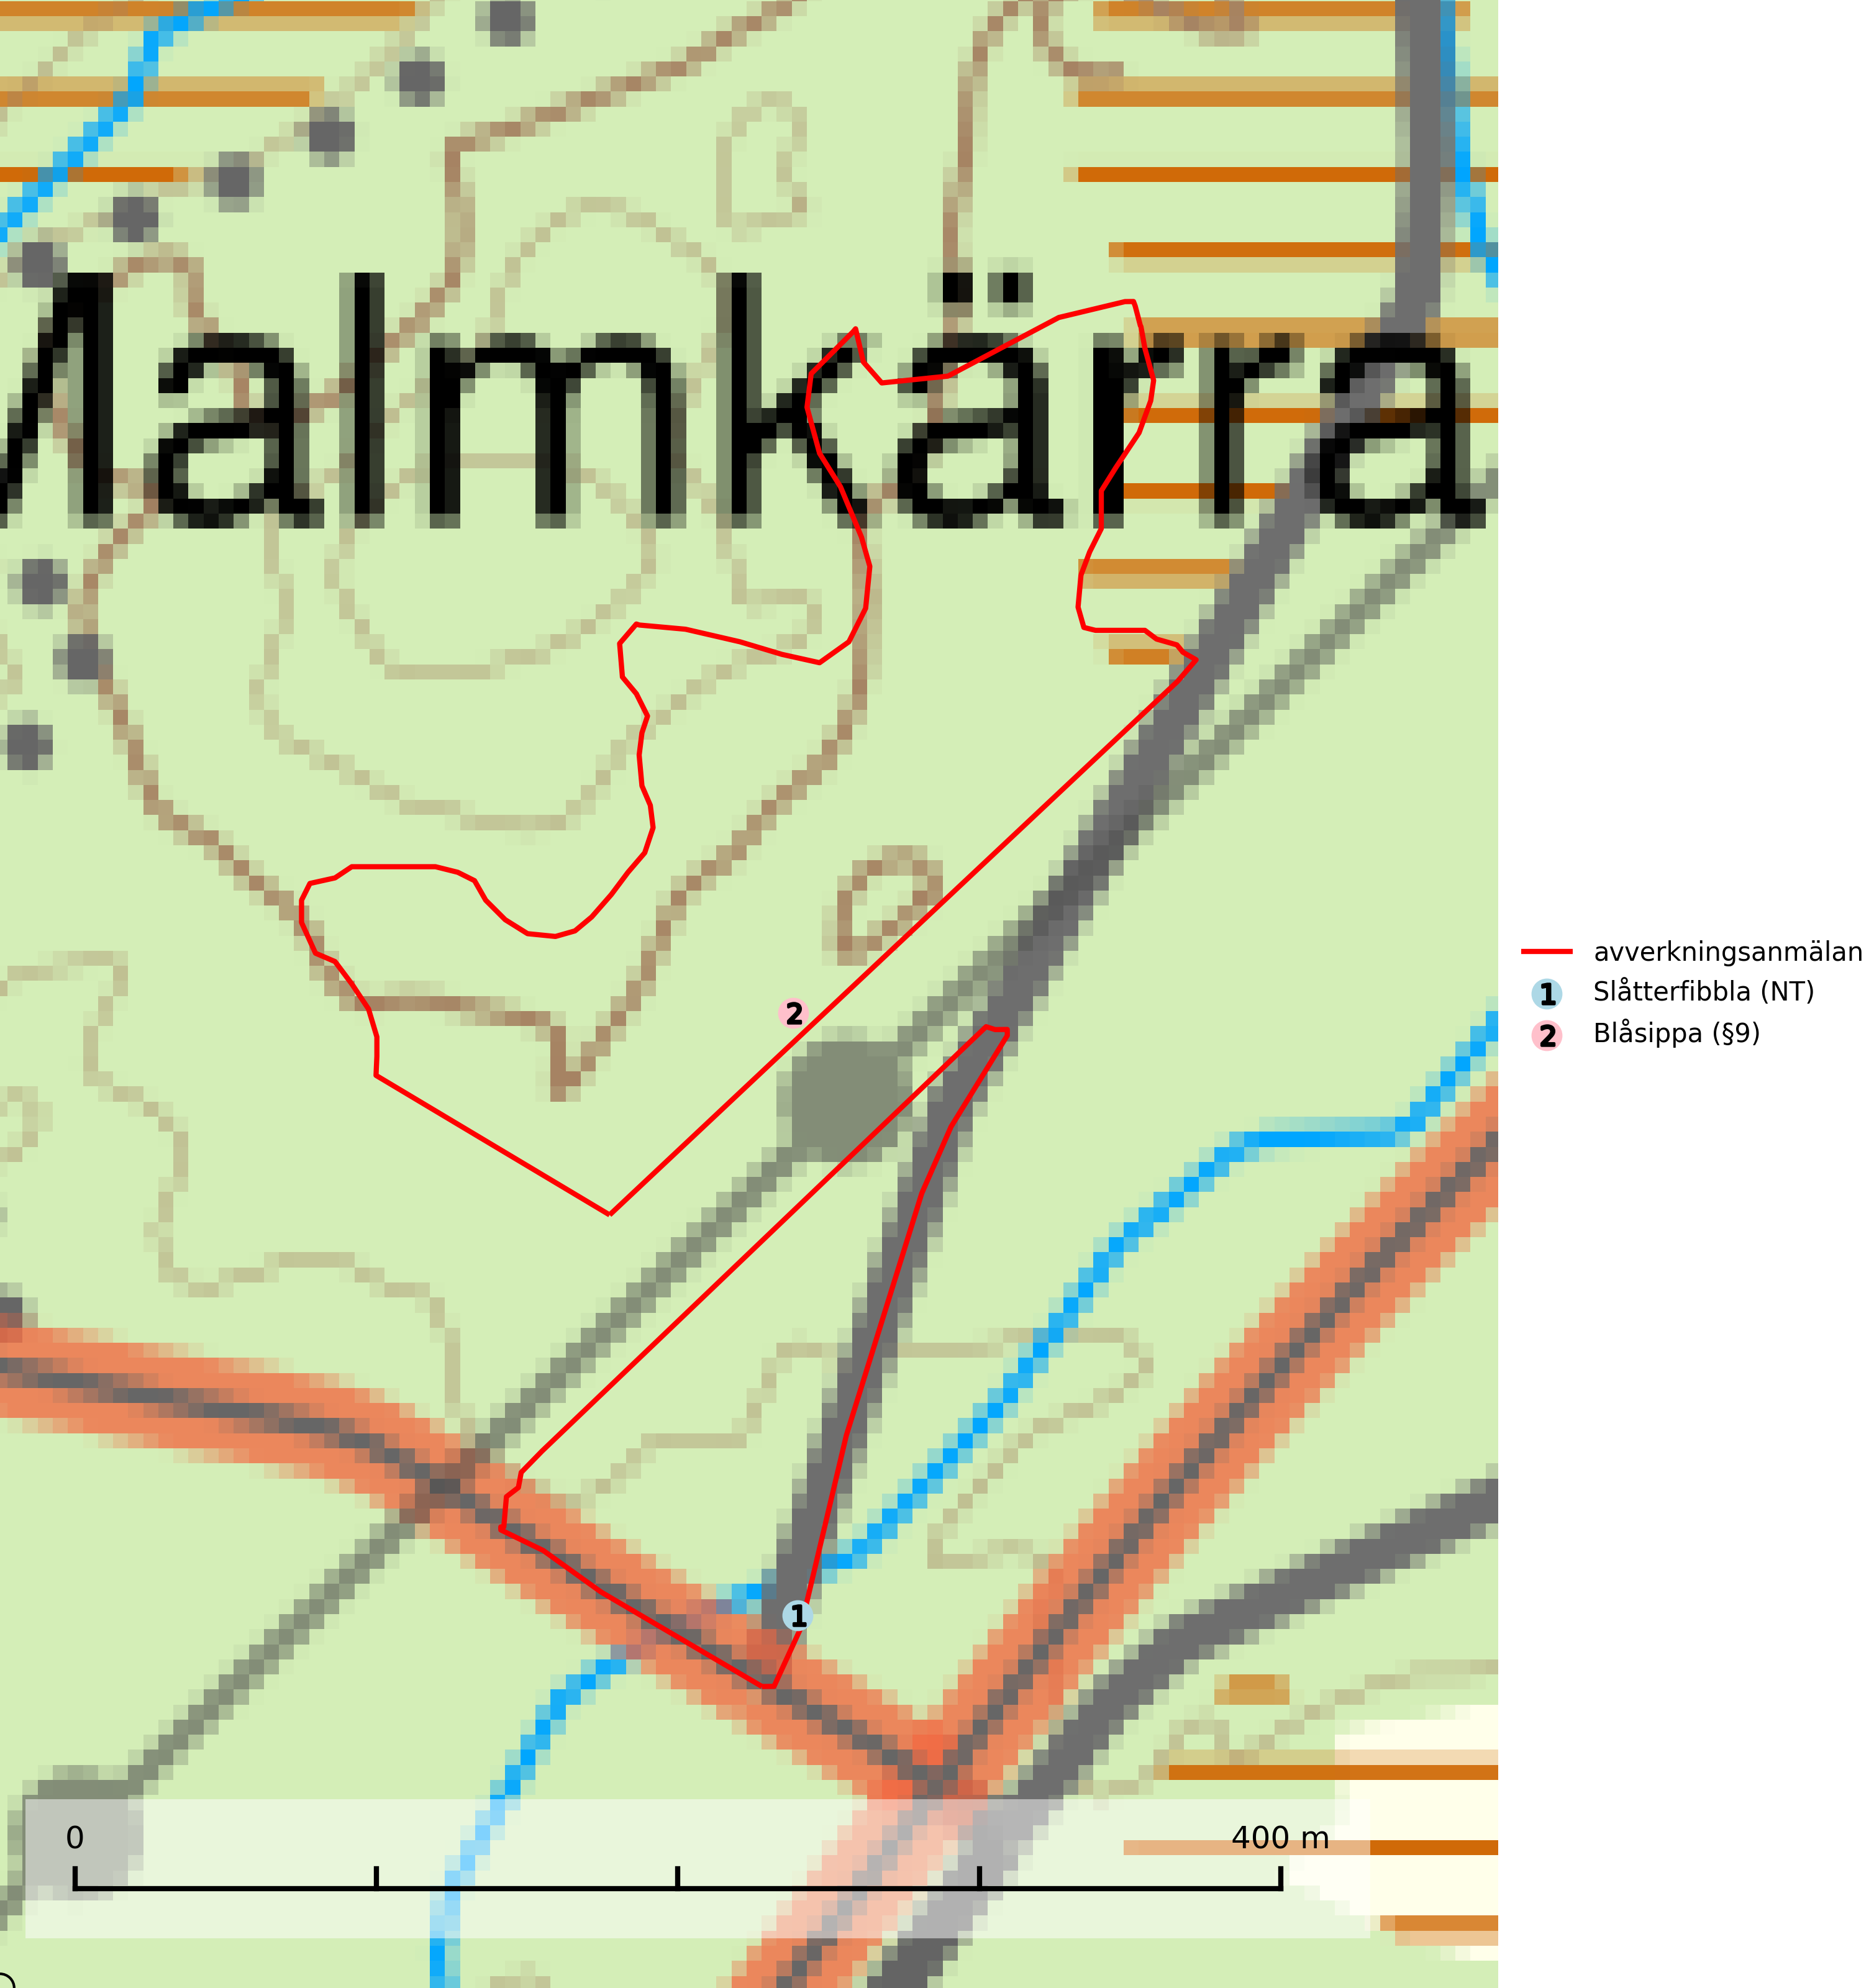 Malmkärra
2
avverkningsanmälan
1 Slåtterfibbla (NT)
2 Blåsippa (§9)
1
0 400 m